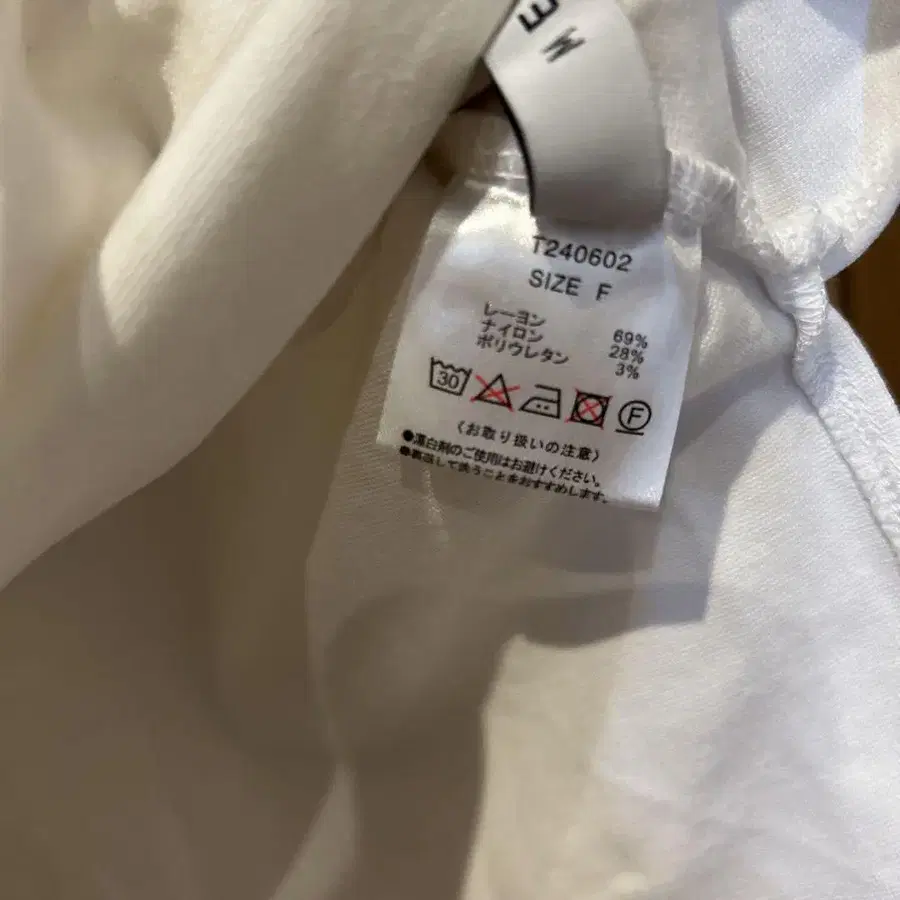 E W
T240602
SIZE F
レーヨン 69%
ナイロン 28%
ポリウレタン 3%
30 F
〈お取り扱いの注意〉
●漂白剤のご使用はお避けください。
●裏返して洗うことをおすすめします。